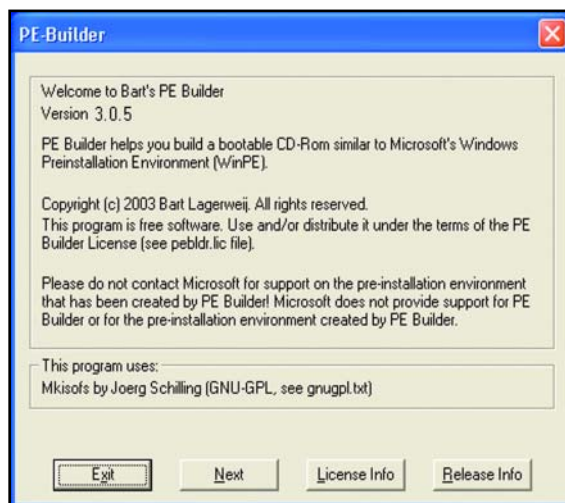 PE-Builder
Welcome to Bart's PE Builder
Version 3.0.5
PE Builder helps you build a bootable CD-Rom similar to Microsoft's Windows
Preinstallation Environment (WinPE).
Copyright (c) 2003 Bart Lagerweij. All rights reserved.
This program is free software. Use and/or distribute it under the terms of the PE
Builder License (see pebldr.lic file).
Please do not contact Microsoft for support on the pre-installation environment
that has been created by PE Builder! Microsoft does not provide support for PE
Builder or for the pre-installation environment created by PE Builder.
This program uses:
Mkisofs by Joerg Schilling (GNU-GPL, see gnugpl.txt)
Exit Next License Info Release Info